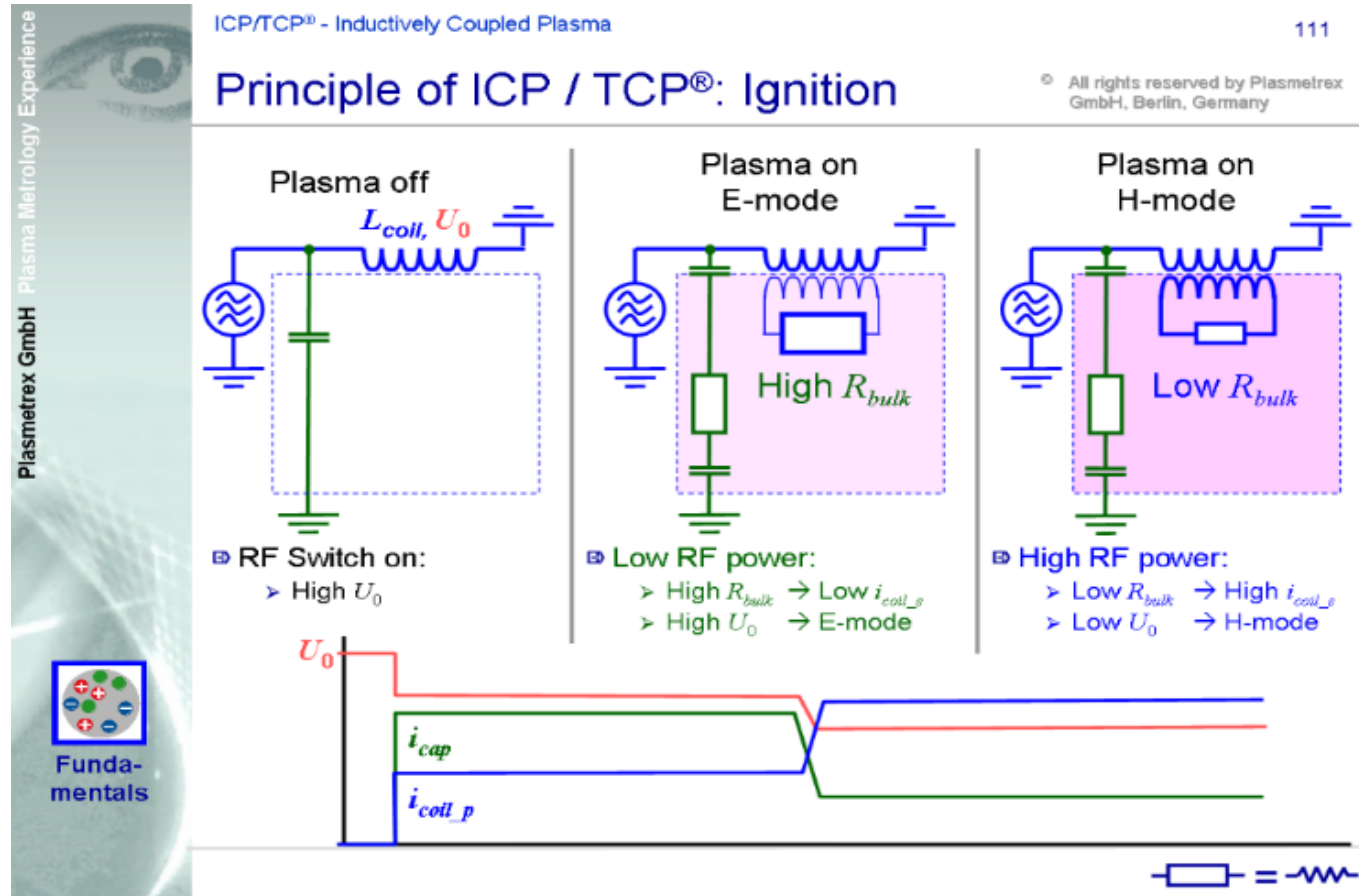 ICP/TCP® - Inductively Coupled Plasma
111
Principle of ICP / TCP®: Ignition
© All rights reserved by Plasmetrex
GmbH, Berlin, Germany
Plasmetrex GmbH Plasma Metrology Experience
Plasma off
L_coil, U_0
Plasma on
E-mode
High R_bulk
Plasma on
H-mode
Low R_bulk
RF Switch on:
➢ High U_0
Low RF power:
➢ High R_bulk → Low i_coil_s
➢ High U_0 → E-mode
High RF power:
➢ Low R_bulk → High i_coil_s
➢ Low U_0 → H-mode
U_0
i_cap
i_coil_p
Funda-
mentals
=